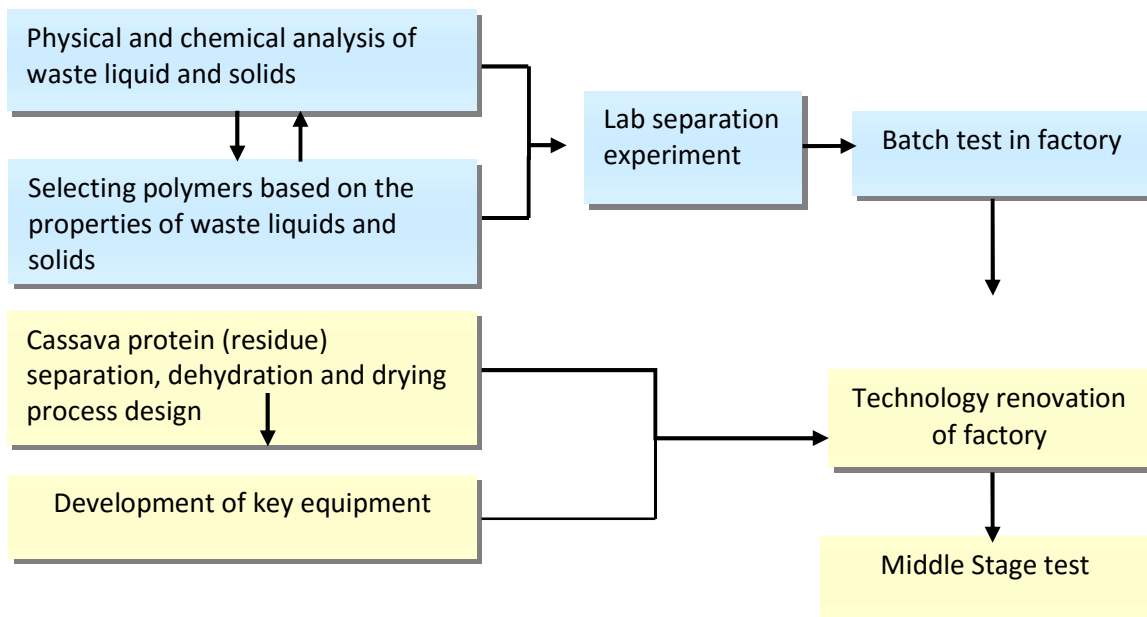 Physical and chemical analysis of
waste liquid and solids
Selecting polymers based on the
properties of waste liquids and
solids
Lab separation
experiment
Batch test in factory
Cassava protein (residue)
separation, dehydration and drying
process design
Development of key equipment
Technology renovation
of factory
Middle Stage test